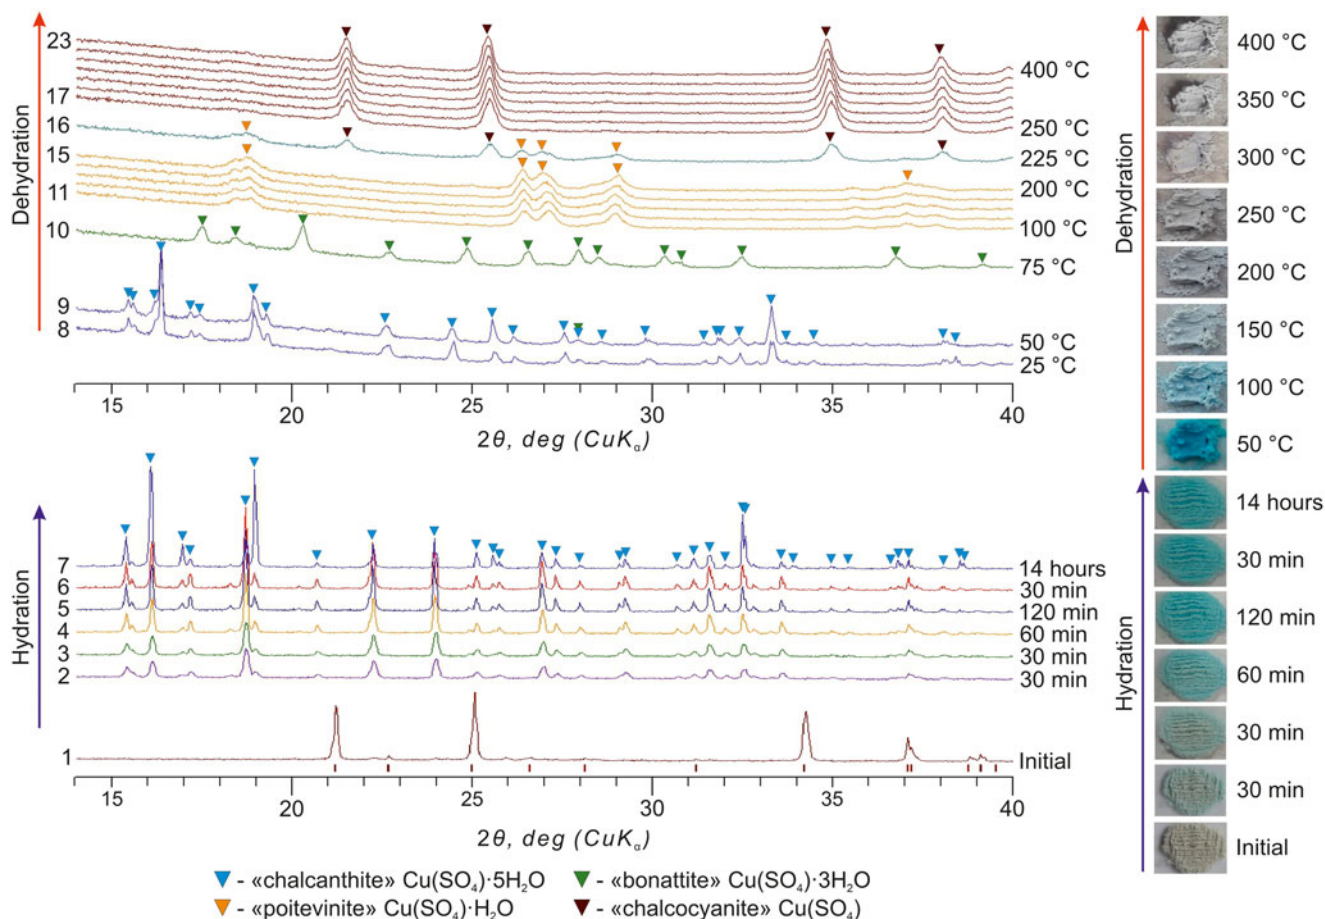 Dehydration
23
17
16
15
11
10
9
8
400 °C
250 °C
225 °C
200 °C
100 °C
75 °C
50 °C
25 °C
15 20 25 30 35 40
2θ, deg (CuKα)
Hydration
7
6
5
4
3
2
1
14 hours
30 min
120 min
60 min
30 min
30 min
Initial
15 20 25 30 35 40
2θ, deg (CuKα)
- «chalcanthite» Cu(SO₄)·5H₂O
- «bonattite» Cu(SO₄)·3H₂O
- «poitevinite» Cu(SO₄)·H₂O
- «chalcocyanite» Cu(SO₄)
Dehydration
400 °C
350 °C
300 °C
250 °C
200 °C
150 °C
100 °C
50 °C
Hydration
14 hours
30 min
120 min
60 min
30 min
30 min
Initial